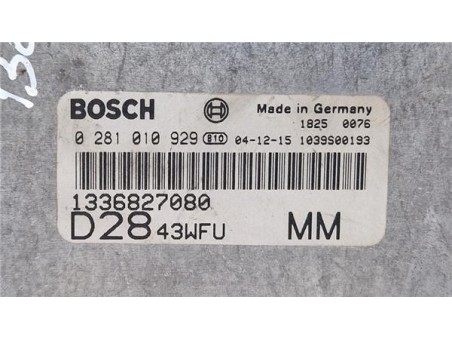 BOSCH Made in Germany
1825 0076
0 281 010 929 810 04-12-15 1039S00193
1336827080
D28 43WFU MM